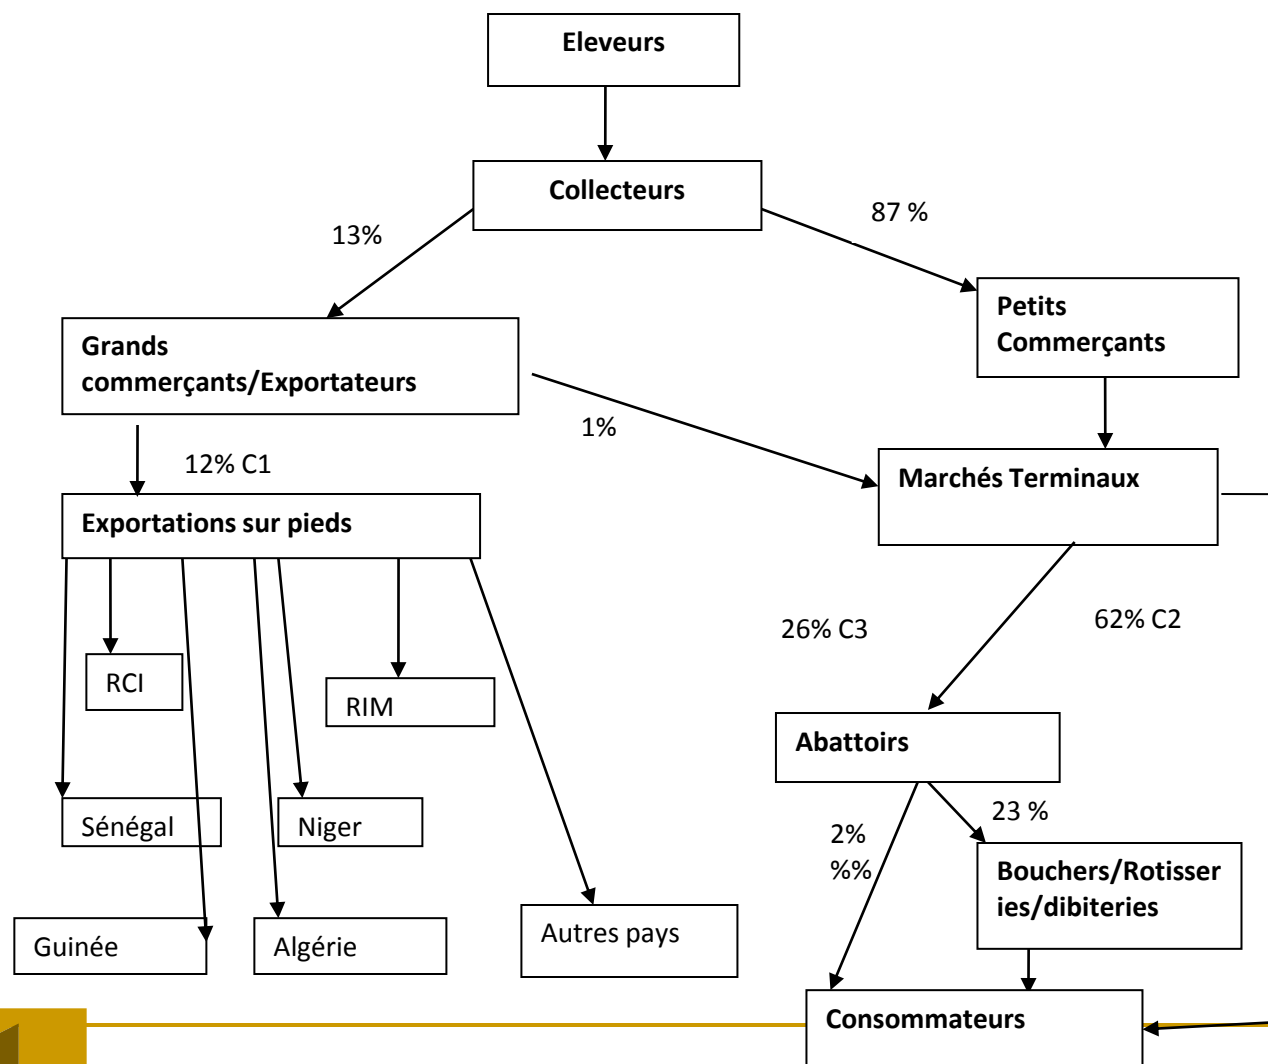 Eleveurs
Collecteurs
87 %
13%
Petits
Commerçants
Grands
commerçants/Exportateurs
1%
12% C1
Marchés Terminaux
Exportations sur pieds
26% C3
62% C2
RCI
RIM
Abattoirs
23 %
Sénégal
Niger
2%
%%
Bouchers/Rotisser
ies/dibiteries
Guinée
Algérie
Autres pays
Consommateurs